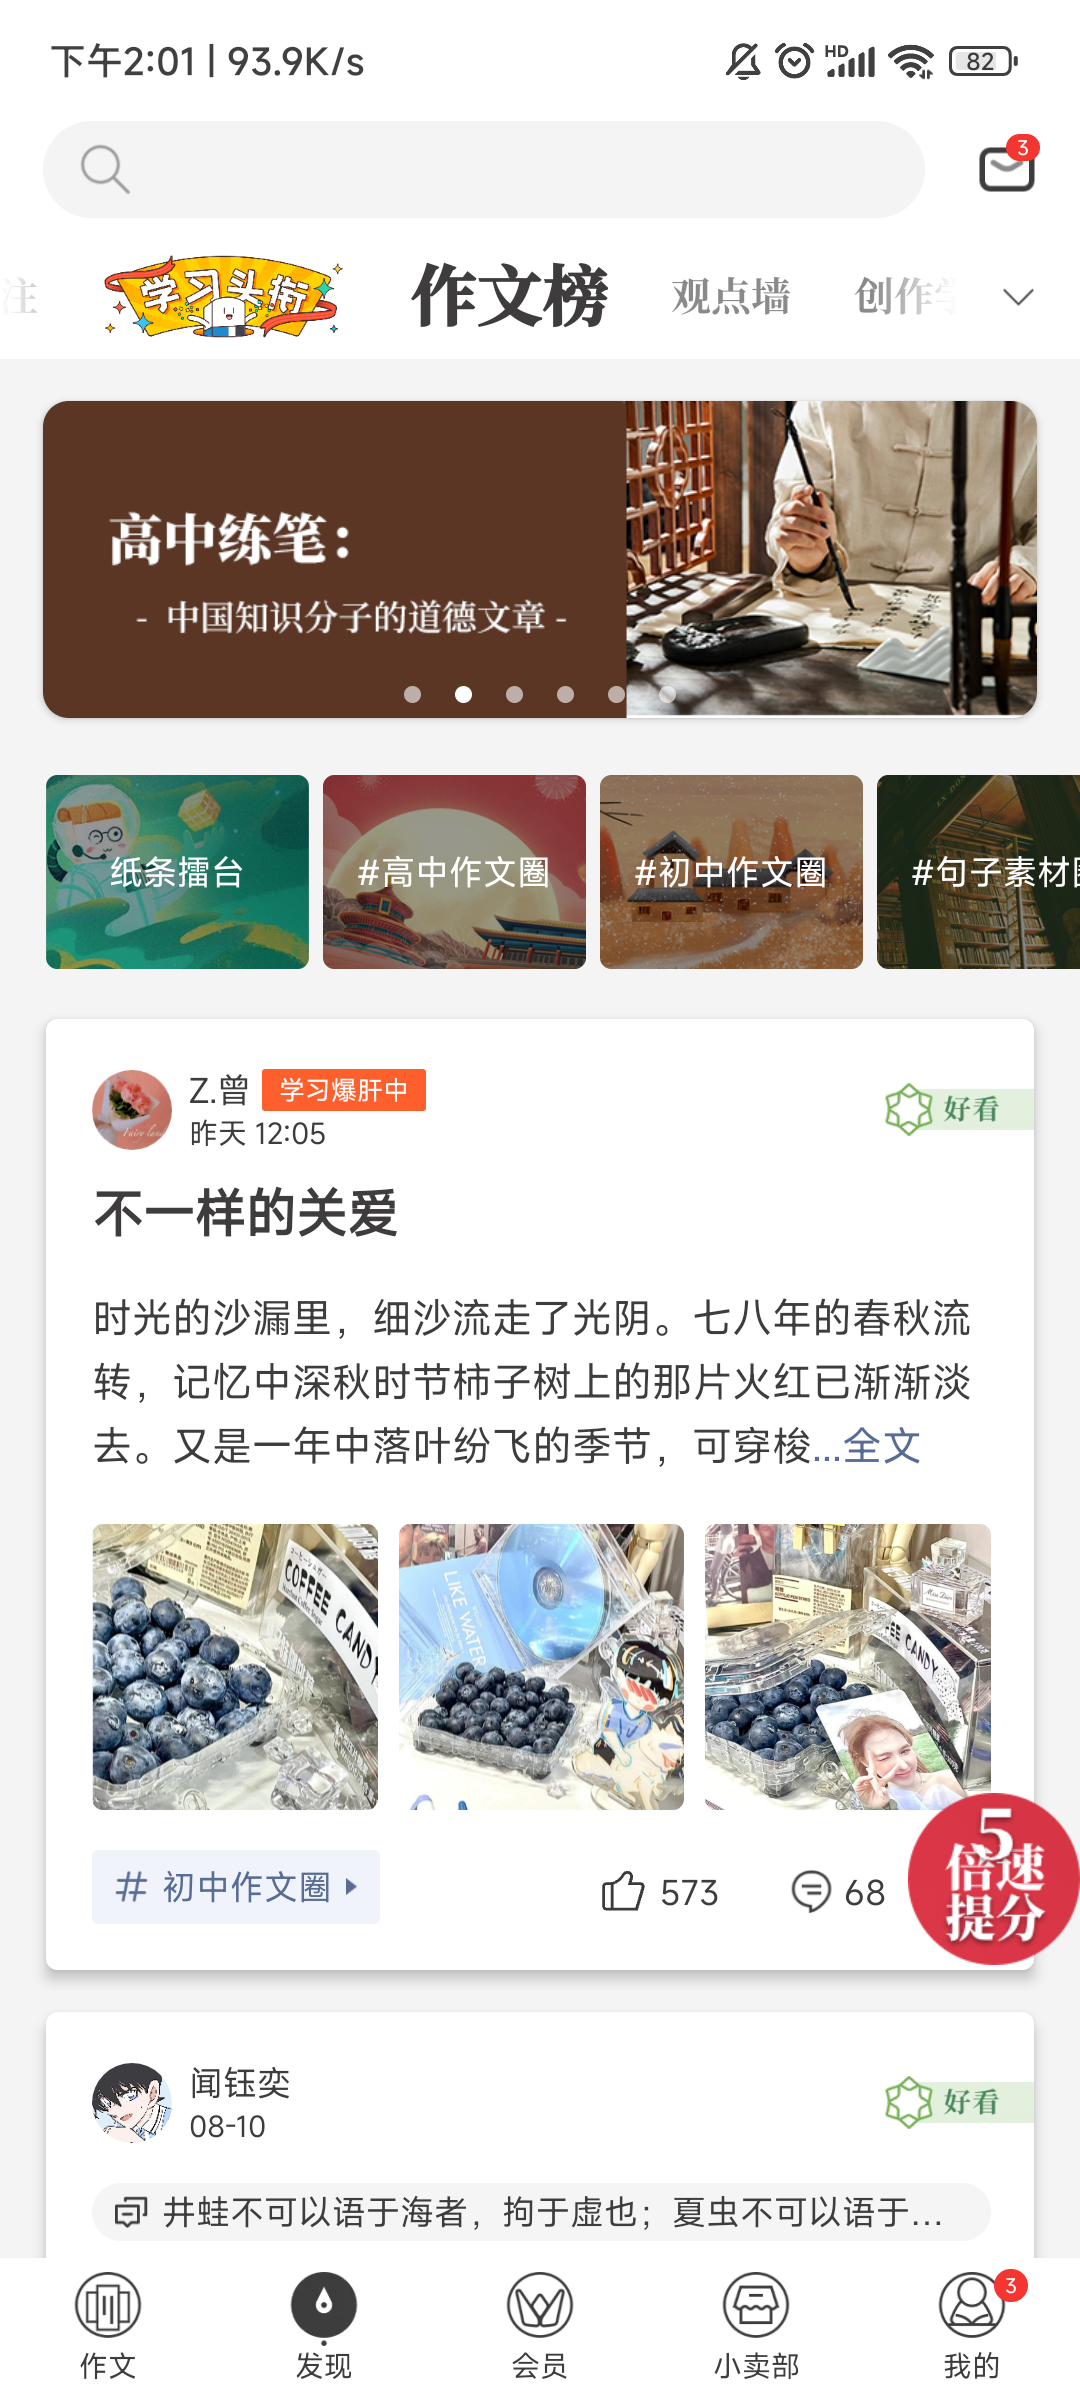 下午2:01 | 93.9K/s
HD
82
3
注
学习头衔
作文榜
观点墙
创作学
高中练笔：
- 中国知识分子的道德文章 -
纸条擂台
#高中作文圈
#初中作文圈
#句子素材圈
Z.曾
学习爆肝中
昨天 12:05
好看
不一样的关爱
时光的沙漏里，细沙流走了光阴。七八年的春秋流
转，记忆中深秋时节柿子树上的那片火红已渐渐淡
去。又是一年中落叶纷飞的季节，可穿梭...全文
COFFEE CANDY
LIKE WATER
FEE CANDY
# 初中作文圈
573
68
5
倍速
提分
闻钰奕
08-10
好看
井蛙不可以语于海者，拘于虚也；夏虫不可以语于...
作文
发现
会员
小卖部
我的
3